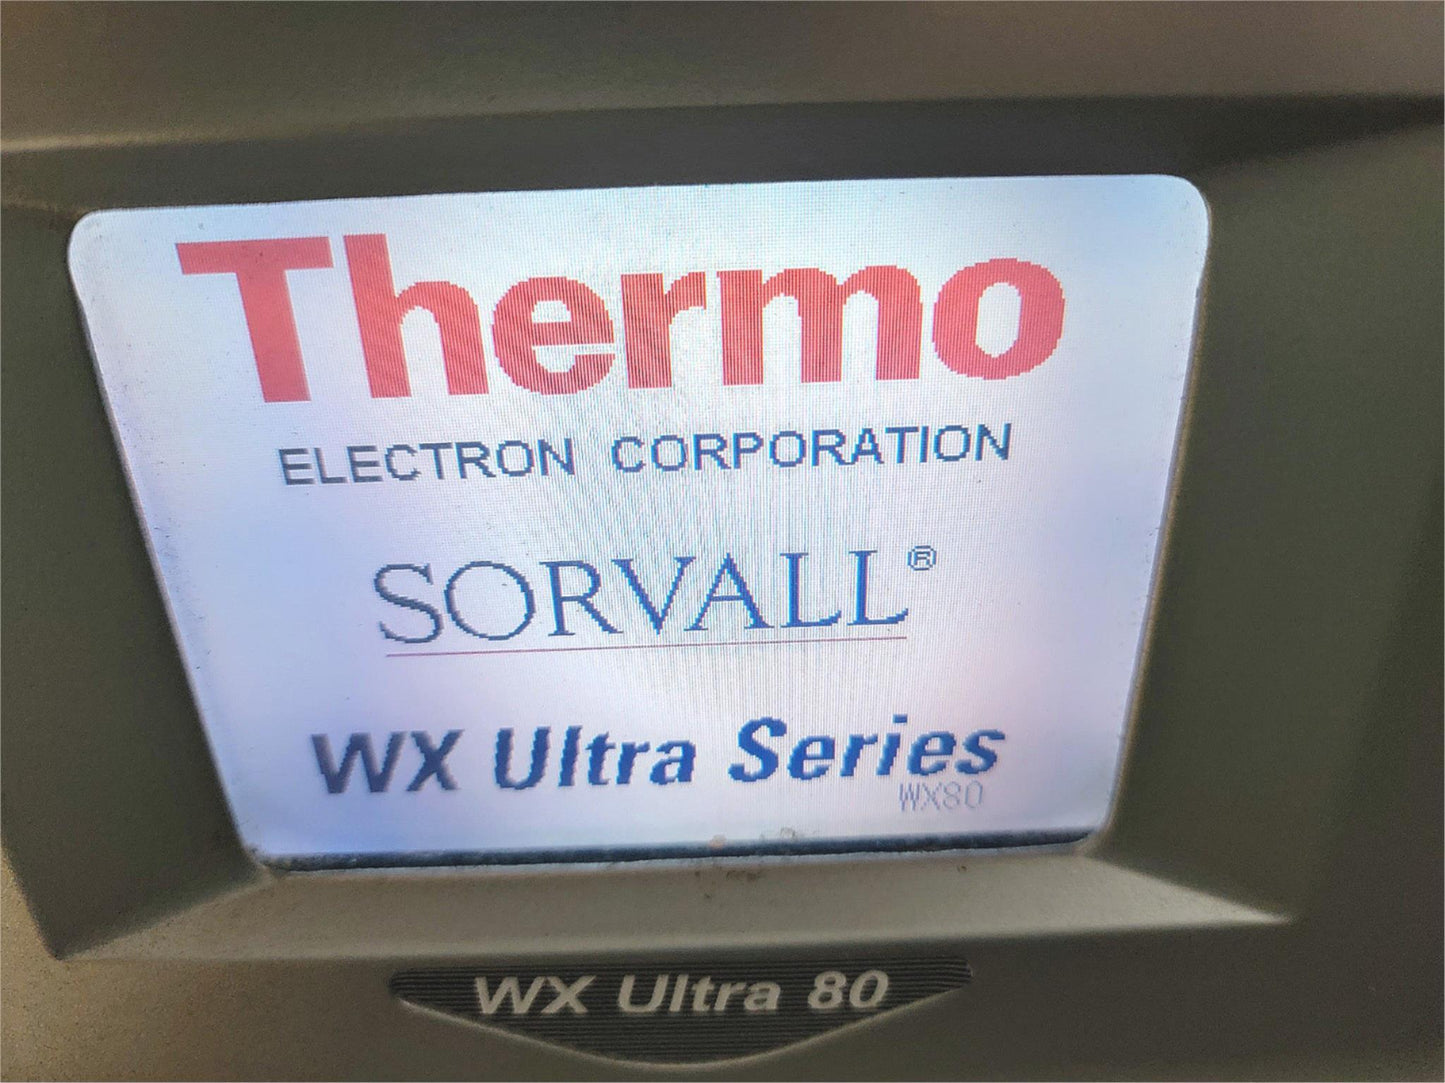 Thermo
ELECTRON CORPORATION
SORVALL®
WX Ultra Series
WX80
WX Ultra 80